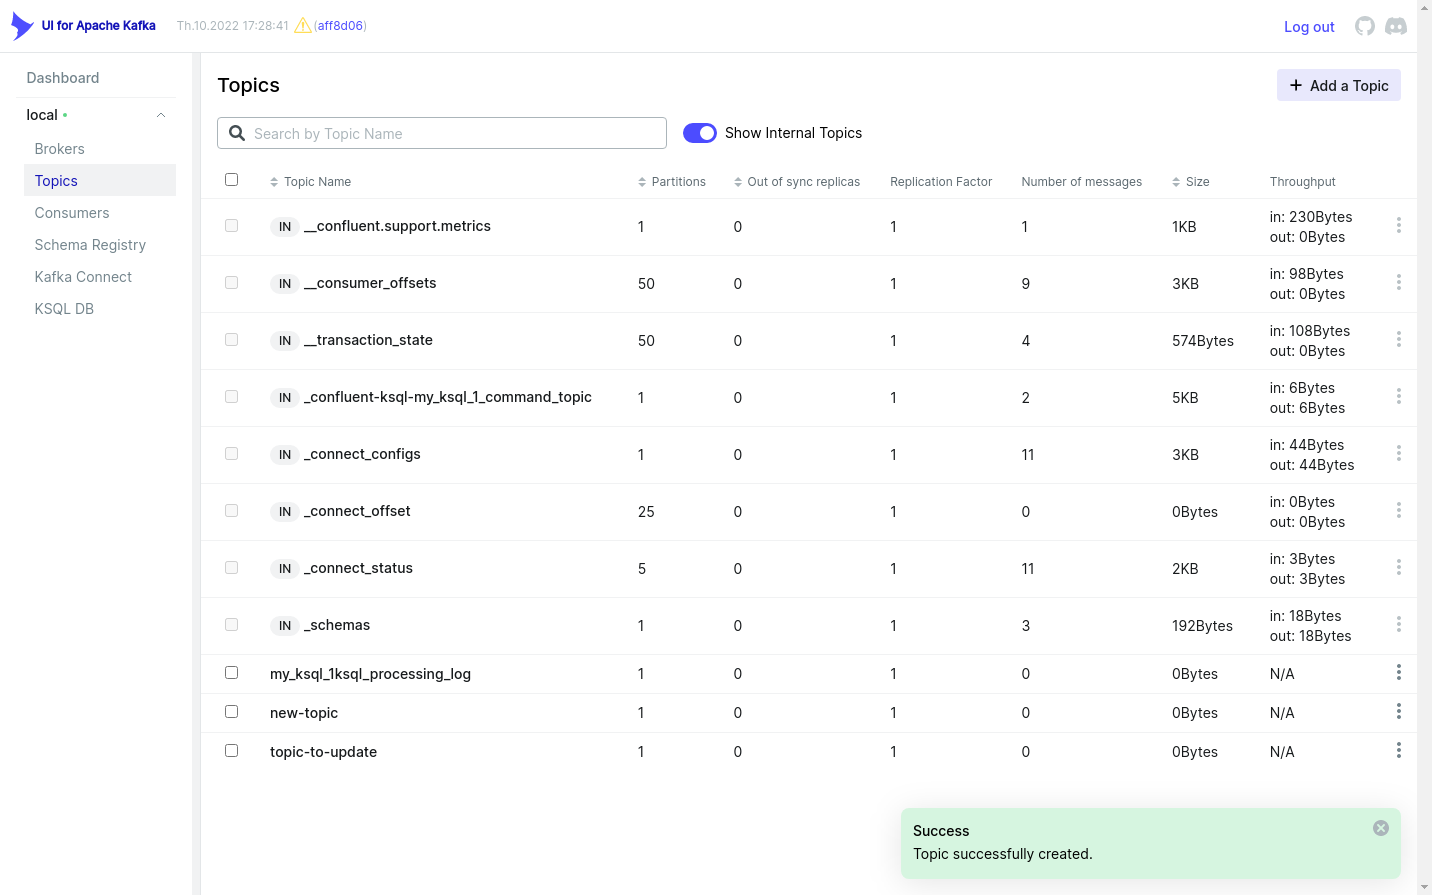 UI for Apache Kafka Th.10.2022 17:28:41 (aff8d06) Log out
Dashboard
local
Brokers
Topics
Consumers
Schema Registry
Kafka Connect
KSQL DB
Topics
Add a Topic
Search by Topic Name
Show Internal Topics
Topic Name Partitions Out of sync replicas Replication Factor Number of messages Size Throughput
IN __confluent.support.metrics 1 0 1 1 1KB in: 230Bytes
out: 0Bytes
IN __consumer_offsets 50 0 1 9 3KB in: 98Bytes
out: 0Bytes
IN __transaction_state 50 0 1 4 574Bytes in: 108Bytes
out: 0Bytes
IN _confluent-ksql-my_ksql_1_command_topic 1 0 1 2 5KB in: 6Bytes
out: 6Bytes
IN _connect_configs 1 0 1 11 3KB in: 44Bytes
out: 44Bytes
IN _connect_offset 25 0 1 0 0Bytes in: 0Bytes
out: 0Bytes
IN _connect_status 5 0 1 11 2KB in: 3Bytes
out: 3Bytes
IN _schemas 1 0 1 3 192Bytes in: 18Bytes
out: 18Bytes
my_ksql_1ksql_processing_log 1 0 1 0 0Bytes N/A
new-topic 1 0 1 0 0Bytes N/A
topic-to-update 1 0 1 0 0Bytes N/A
Success
Topic successfully created.